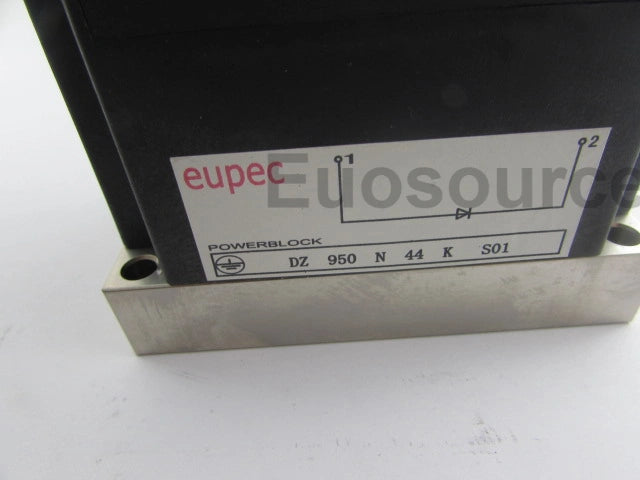 eupec
1
2
Euosource
POWERBLOCK
DZ 950 N 44 K S01